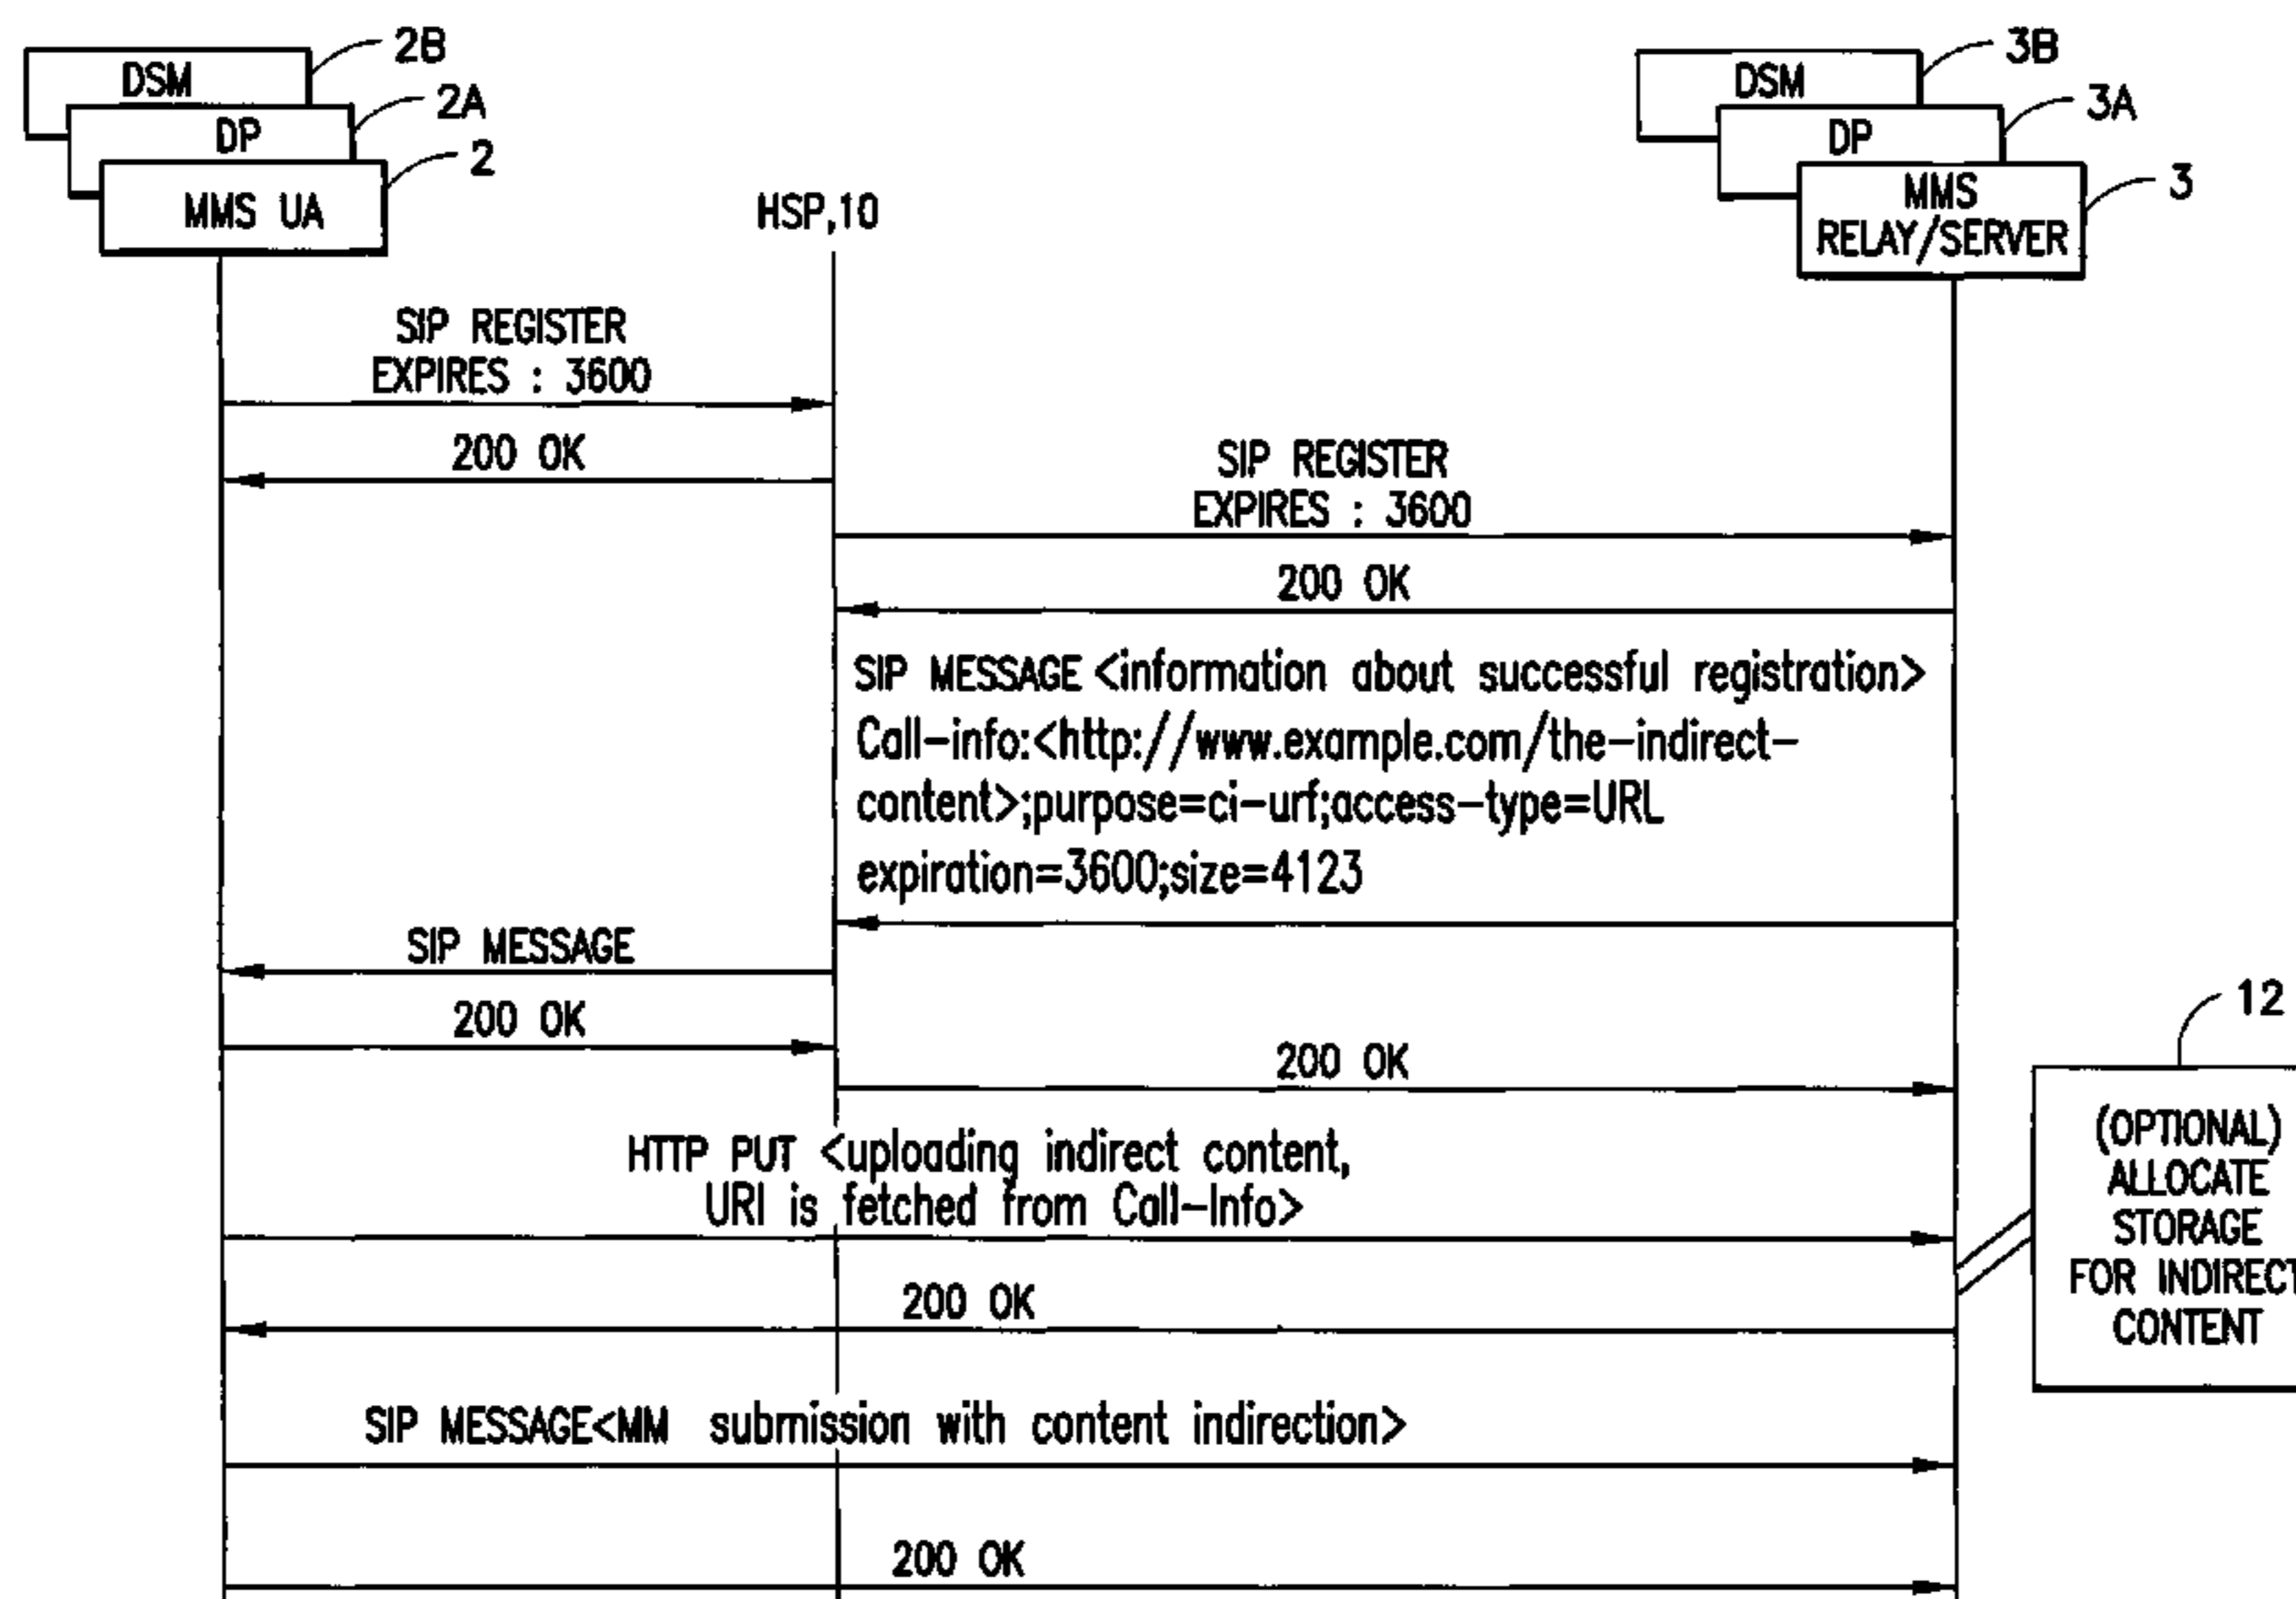 DSM
2B
DP
2A
MMS UA
2
HSP,10
DSM
3B
DP
3A
MMS
RELAY/SERVER
3
SIP REGISTER
EXPIRES : 3600
200 OK
SIP REGISTER
EXPIRES : 3600
200 OK
SIP MESSAGE <information about successful registration>
Call-info:<http://www.example.com/the-indirect-
content>;purpose=ci-urf;access-type=URL
expiration=3600;size=4123
SIP MESSAGE
200 OK
200 OK
12
(OPTIONAL)
ALLOCATE
STORAGE
FOR INDIRECT
CONTENT
HTTP PUT <uploading indirect content,
URI is fetched from Call-Info>
200 OK
SIP MESSAGE<MM submission with content indirection>
200 OK